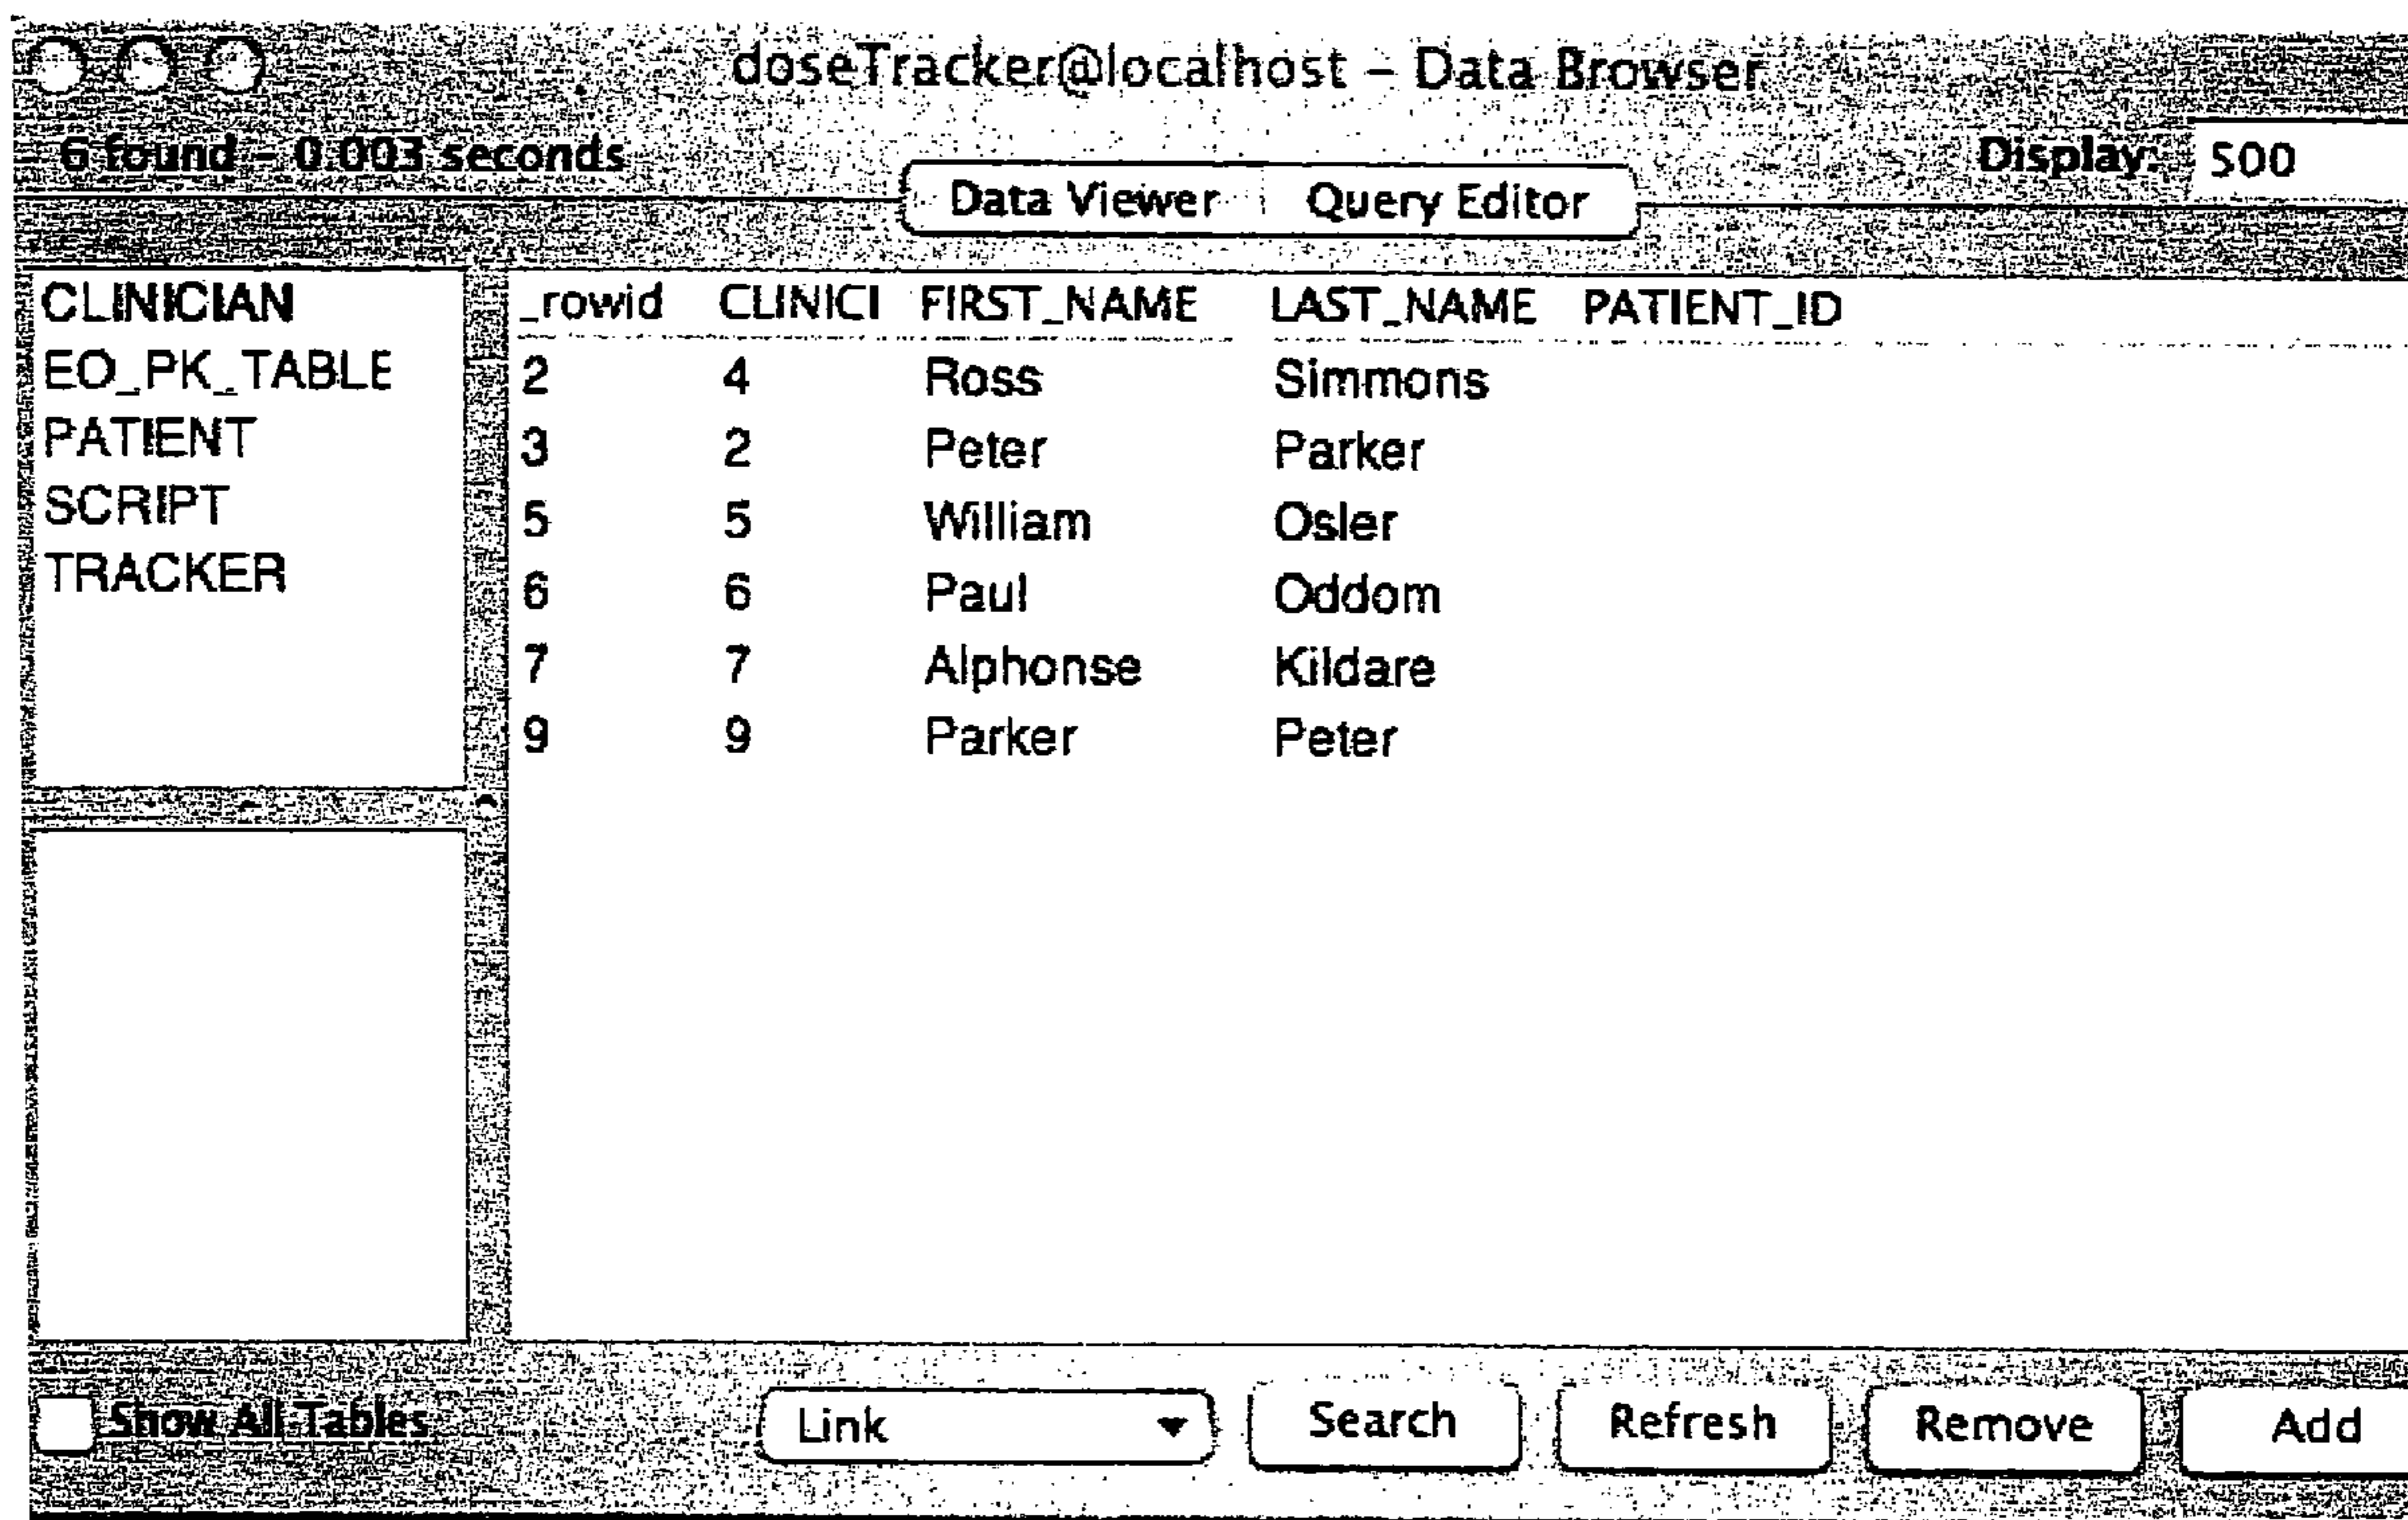 doseTracker@localhost – Data Browser
6 found – 0.003 seconds
Display: 500
Data Viewer Query Editor
CLINICIAN
EO_PK_TABLE
PATIENT
SCRIPT
TRACKER
_rowid CLINICI FIRST_NAME LAST_NAME PATIENT_ID
2 4 Ross Simmons
3 2 Peter Parker
5 5 William Osler
6 6 Paul Oddom
7 7 Alphonse Kildare
9 9 Parker Peter
Show All Tables
Link Search Refresh Remove Add